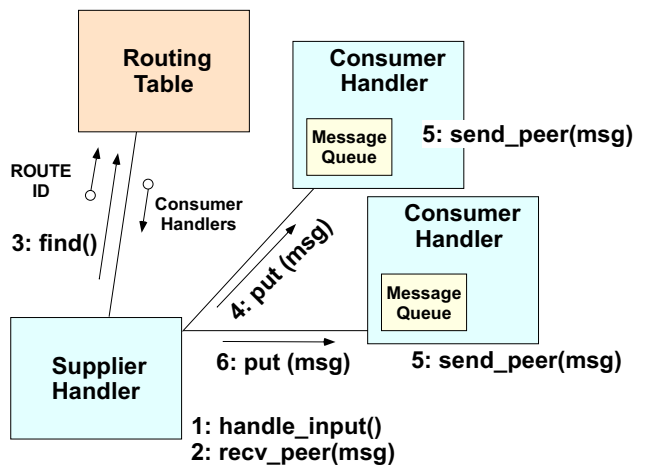 Routing
Table
Consumer
Handler
Message
Queue
5: send_peer(msg)
ROUTE
ID
Consumer
Handlers
3: find()
4: put (msg)
Consumer
Handler
Message
Queue
5: send_peer(msg)
6: put (msg)
Supplier
Handler
1: handle_input()
2: recv_peer(msg)